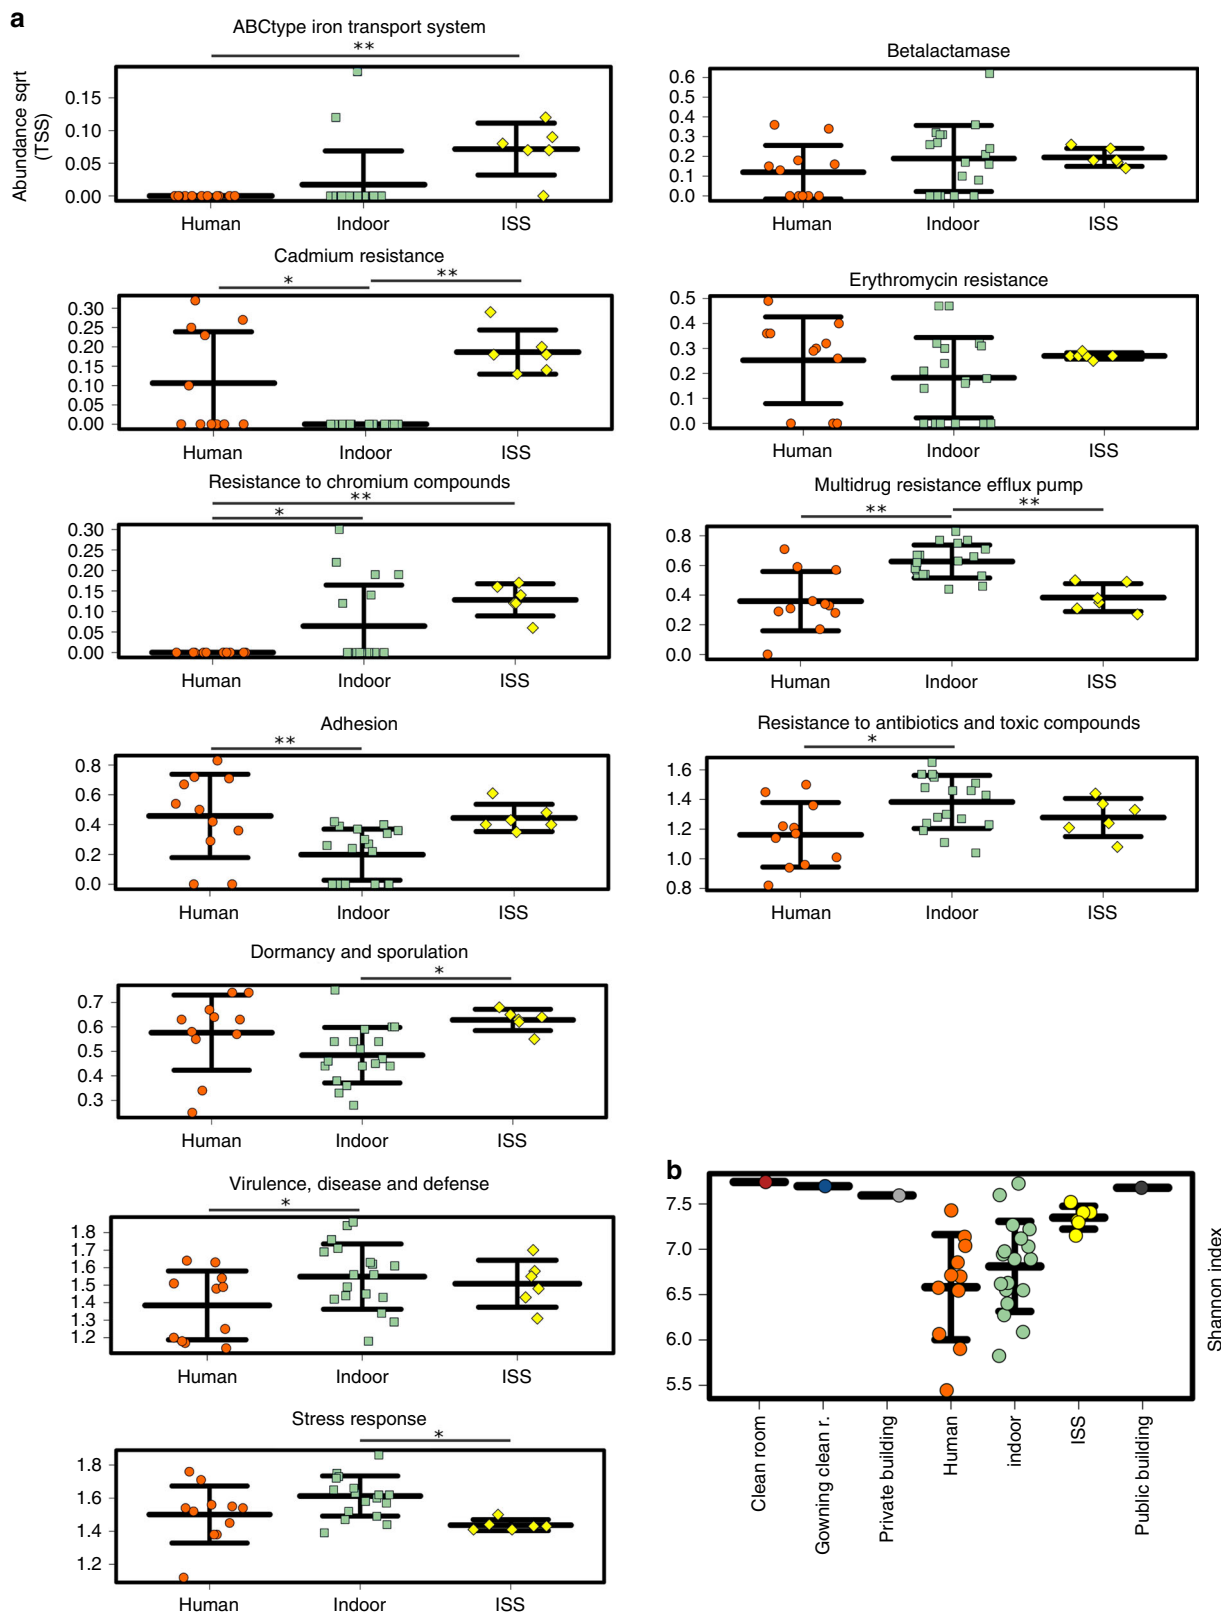 a
ABCtype iron transport system
**
Abundance sqrt
(TSS)
0.15
0.10
0.05
0.00
Human Indoor ISS
Betalactamase
0.6
0.5
0.4
0.3
0.2
0.1
0.0
Human Indoor ISS
Cadmium resistance
* **
0.30
0.25
0.20
0.15
0.10
0.05
0.00
Human Indoor ISS
Erythromycin resistance
0.5
0.4
0.3
0.2
0.1
0.0
Human Indoor ISS
Resistance to chromium compounds
**
*
0.30
0.25
0.20
0.15
0.10
0.05
0.00
Human Indoor ISS
Multidrug resistance efflux pump
** **
0.8
0.6
0.4
0.2
0.0
Human Indoor ISS
Adhesion
**
0.8
0.6
0.4
0.2
0.0
Human Indoor ISS
Resistance to antibiotics and toxic compounds
*
1.6
1.4
1.2
1.0
0.8
Human Indoor ISS
Dormancy and sporulation
*
0.7
0.6
0.5
0.4
0.3
Human Indoor ISS
Virulence, disease and defense
*
1.8
1.7
1.6
1.5
1.4
1.3
1.2
Human Indoor ISS
Stress response
*
1.8
1.6
1.4
1.2
Human Indoor ISS
b
7.5
7.0
6.5
6.0
5.5
Shannon index
Clean room
Gowning clean r.
Private building
Human
indoor
ISS
Public building